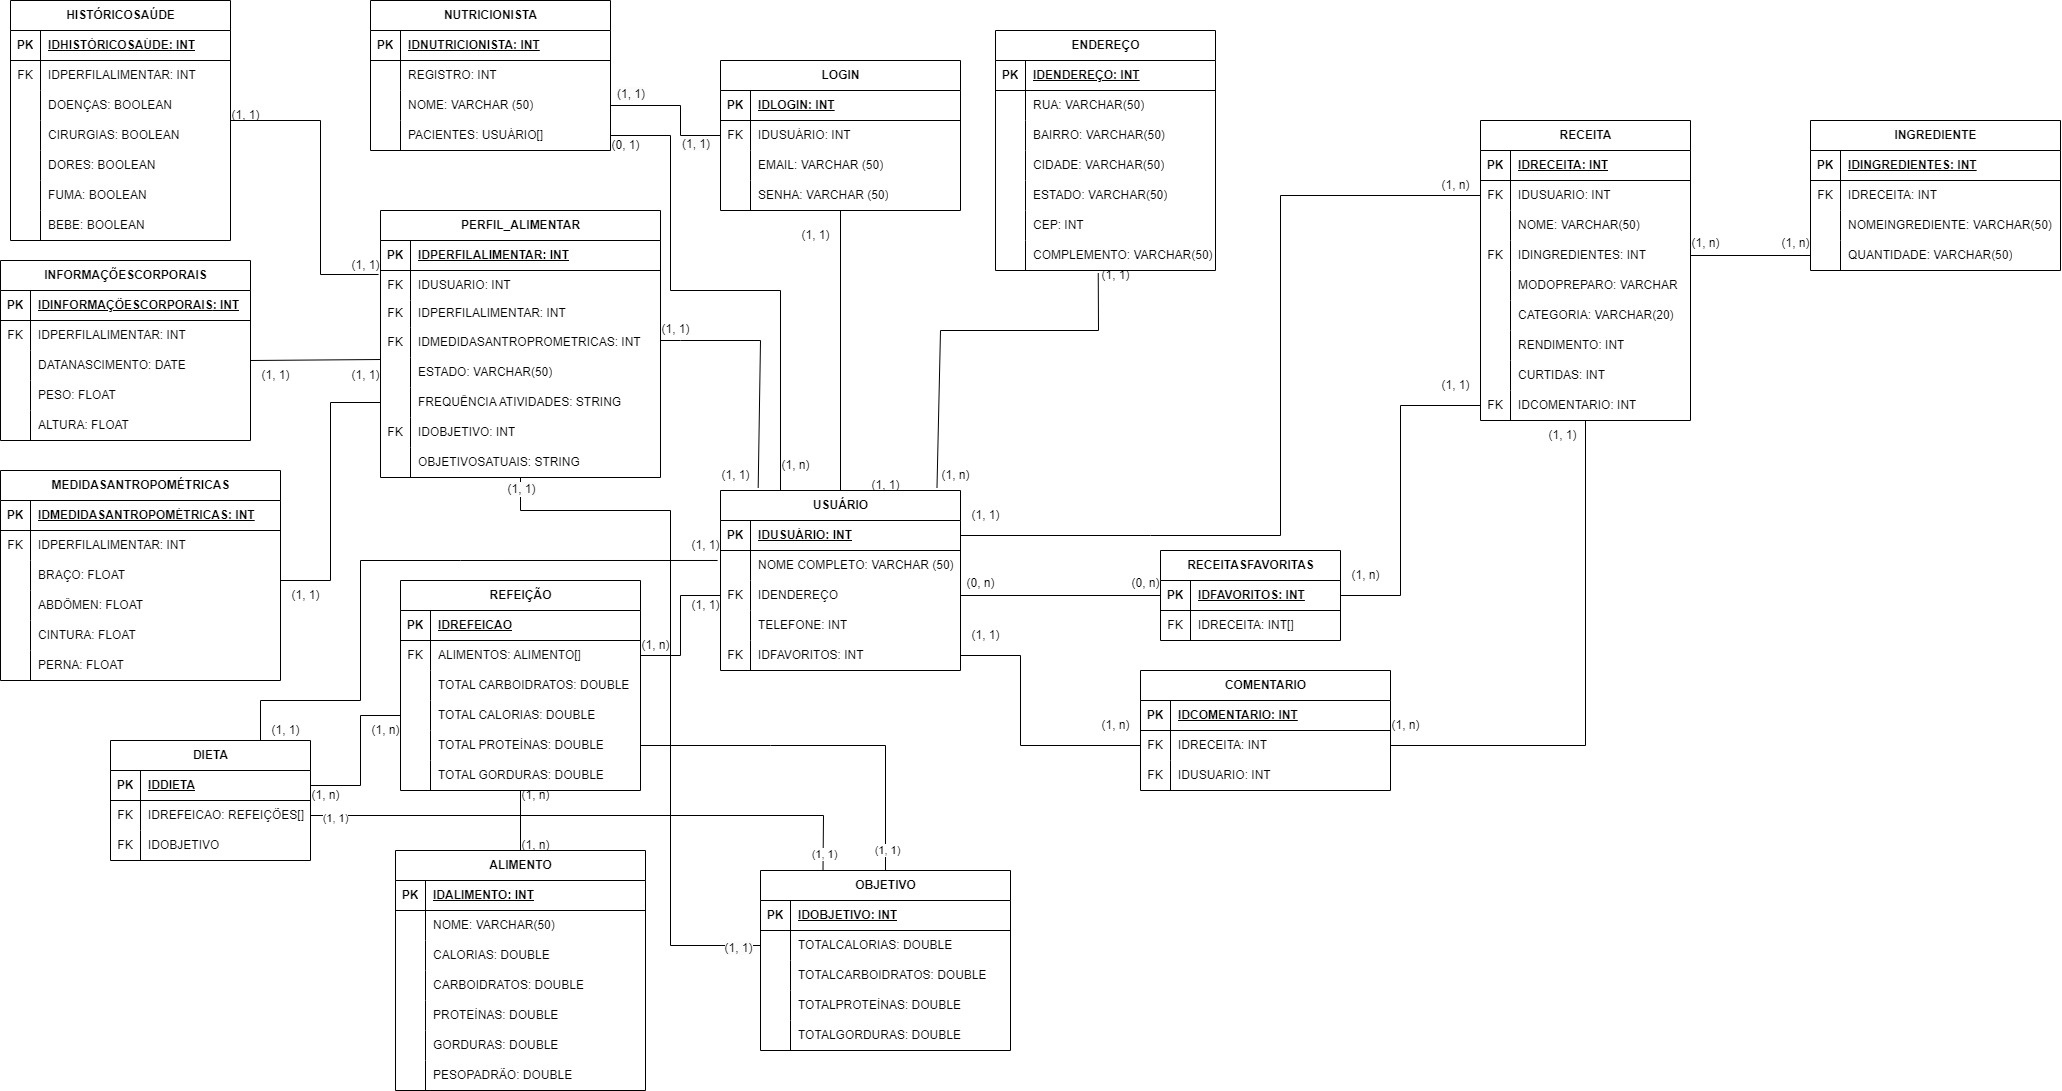 HISTÓRICOSAÚDE
PK IDHISTÓRICOSAÚDE: INT
FK IDPERFILALIMENTAR: INT
DOENÇAS: BOOLEAN
CIRURGIAS: BOOLEAN
DORES: BOOLEAN
FUMA: BOOLEAN
BEBE: BOOLEAN
(1, 1)
(1, 1)
NUTRICIONISTA
PK IDNUTRICIONISTA: INT
REGISTRO: INT
NOME: VARCHAR (50)
PACIENTES: USUÁRIO[]
(1, 1)
(0, 1)
(1, 1)
LOGIN
PK IDLOGIN: INT
FK IDUSUÁRIO: INT
EMAIL: VARCHAR (50)
SENHA: VARCHAR (50)
(1, 1)
ENDEREÇO
PK IDENDEREÇO: INT
RUA: VARCHAR(50)
BAIRRO: VARCHAR(50)
CIDADE: VARCHAR(50)
ESTADO: VARCHAR(50)
CEP: INT
COMPLEMENTO: VARCHAR(50)
(1, 1)
RECEITA
PK IDRECEITA: INT
FK IDUSUARIO: INT
NOME: VARCHAR(50)
FK IDINGREDIENTES: INT
MODOPREPARO: VARCHAR
CATEGORIA: VARCHAR(20)
RENDIMENTO: INT
CURTIDAS: INT
FK IDCOMENTARIO: INT
(1, n)
(1, n)
(1, n)
(1, 1)
(1, 1)
INGREDIENTE
PK IDINGREDIENTES: INT
FK IDRECEITA: INT
NOMEINGREDIENTE: VARCHAR(50)
QUANTIDADE: VARCHAR(50)
INFORMAÇÕESCORPORAIS
PK IDINFORMAÇÕESCORPORAIS: INT
FK IDPERFILALIMENTAR: INT
DATANASCIMENTO: DATE
PESO: FLOAT
ALTURA: FLOAT
(1, 1)
(1, 1)
PERFIL_ALIMENTAR
PK IDPERFILALIMENTAR: INT
FK IDUSUARIO: INT
FK IDPERFILALIMENTAR: INT
FK IDMEDIDASANTROPROMETRICAS: INT
ESTADO: VARCHAR(50)
FREQUÊNCIA ATIVIDADES: STRING
FK IDOBJETIVO: INT
OBJETIVOSATUAIS: STRING
(1, 1)
(1, 1)
MEDIDASANTROPOMÉTRICAS
PK IDMEDIDASANTROPOMÉTRICAS: INT
FK IDPERFILALIMENTAR: INT
BRAÇO: FLOAT
ABDÔMEN: FLOAT
CINTURA: FLOAT
PERNA: FLOAT
(1, 1)
(1, 1)
(1, n)
(1, 1)
(1, n)
USUÁRIO
PK IDUSUÁRIO: INT
NOME COMPLETO: VARCHAR (50)
FK IDENDEREÇO
TELEFONE: INT
FK IDFAVORITOS: INT
(1, 1)
(1, 1)
(1, 1)
(0, n)
(0, n)
(1, 1)
RECEITASFAVORITAS
PK IDFAVORITOS: INT
FK IDRECEITA: INT[]
(1, n)
COMENTARIO
PK IDCOMENTARIO: INT
FK IDRECEITA: INT
FK IDUSUARIO: INT
(1, n)
(1, n)
REFEIÇÃO
PK IDREFEICAO
FK ALIMENTOS: ALIMENTO[]
TOTAL CARBOIDRATOS: DOUBLE
TOTAL CALORIAS: DOUBLE
TOTAL PROTEÍNAS: DOUBLE
TOTAL GORDURAS: DOUBLE
(1, n)
(1, n)
(1, n)
(1, 1)
DIETA
PK IDDIETA
FK IDREFEICAO: REFEIÇÕES[]
FK IDOBJETIVO
(1, n)
(1, 1)
(1, n)
ALIMENTO
PK IDALIMENTO: INT
NOME: VARCHAR(50)
CALORIAS: DOUBLE
CARBOIDRATOS: DOUBLE
PROTEÍNAS: DOUBLE
GORDURAS: DOUBLE
PESOPADRÃO: DOUBLE
(1, 1)
(1, 1)
(1, 1)
OBJETIVO
PK IDOBJETIVO: INT
TOTALCALORIAS: DOUBLE
TOTALCARBOIDRATOS: DOUBLE
TOTALPROTEÍNAS: DOUBLE
TOTALGORDURAS: DOUBLE